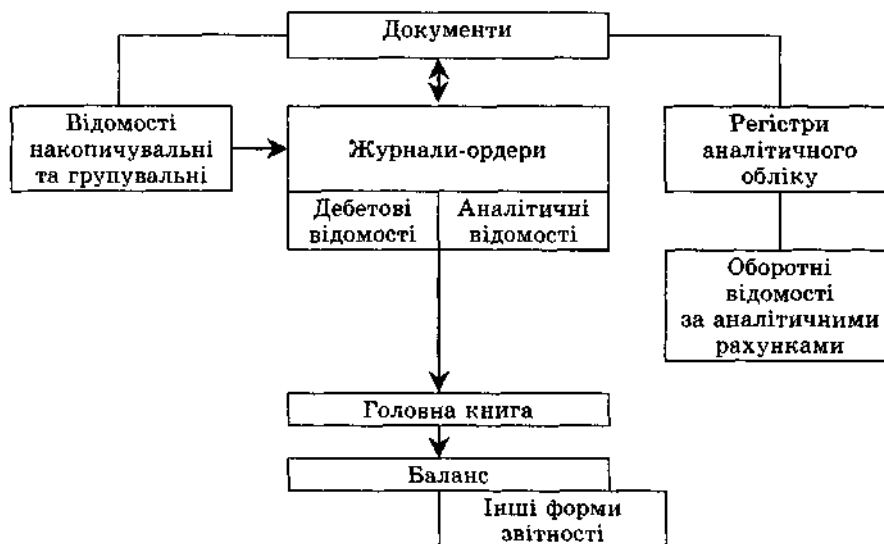 Документи
Відомості
накопичувальні
та групувальні
Журнали-ордери
Дебетові
відомості
Аналітичні
відомості
Регістри
аналітичного
обліку
Оборотні
відомості
за аналітичними
рахунками
Головна книга
Баланс
Інші форми
звітності